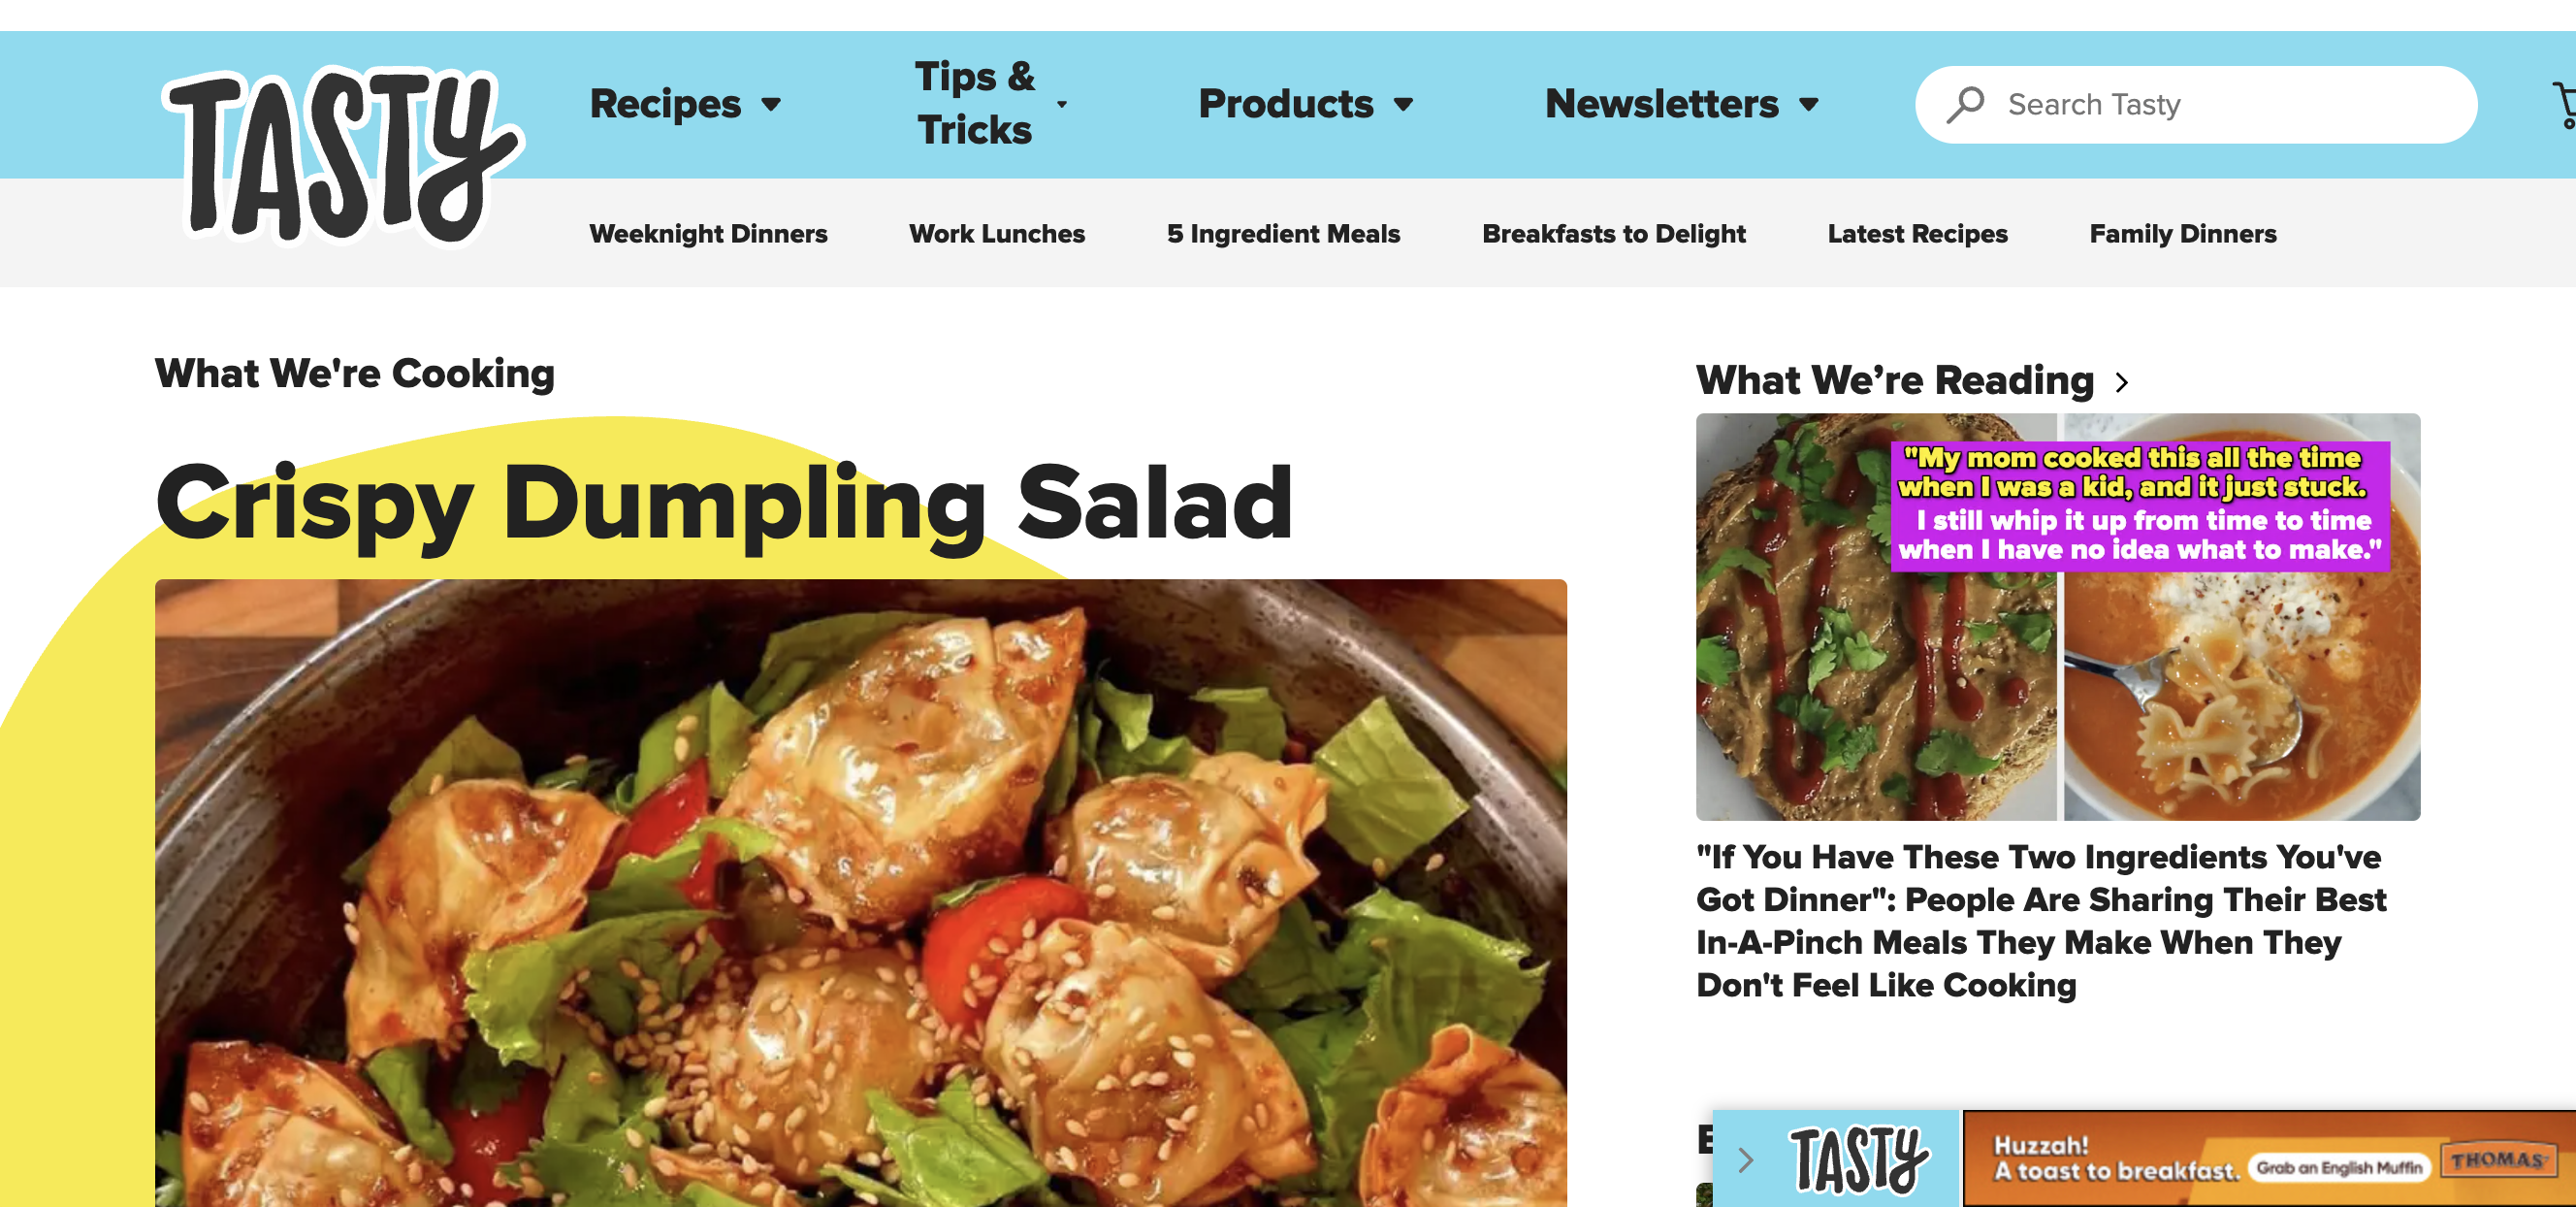 TASTY
Recipes
Tips &
Tricks
Products
Newsletters
Search Tasty
Weeknight Dinners
Work Lunches
5 Ingredient Meals
Breakfasts to Delight
Latest Recipes
Family Dinners
What We're Cooking
Crispy Dumpling Salad
What We’re Reading
"My mom cooked this all the time
when I was a kid, and it just stuck.
I still whip it up from time to time
when I have no idea what to make."
"If You Have These Two Ingredients You've
Got Dinner": People Are Sharing Their Best
In-A-Pinch Meals They Make When They
Don't Feel Like Cooking
TASTY
Huzzah!
A toast to breakfast.
Grab an English Muffin
THOMAS'